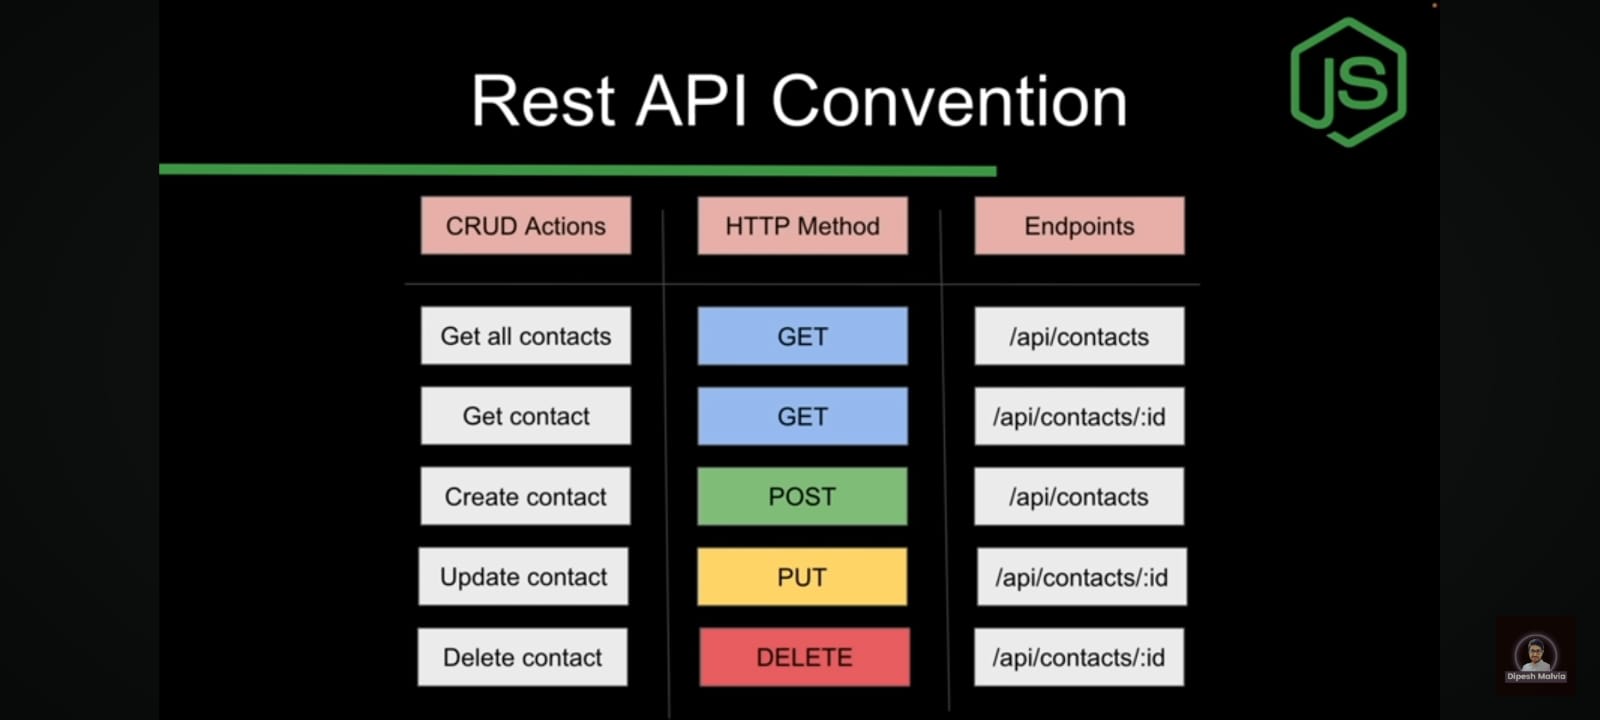 JS
Rest API Convention
CRUD Actions HTTP Method Endpoints
Get all contacts GET /api/contacts
Get contact GET /api/contacts/:id
Create contact POST /api/contacts
Update contact PUT /api/contacts/:id
Delete contact DELETE /api/contacts/:id
Dipesh Malvia